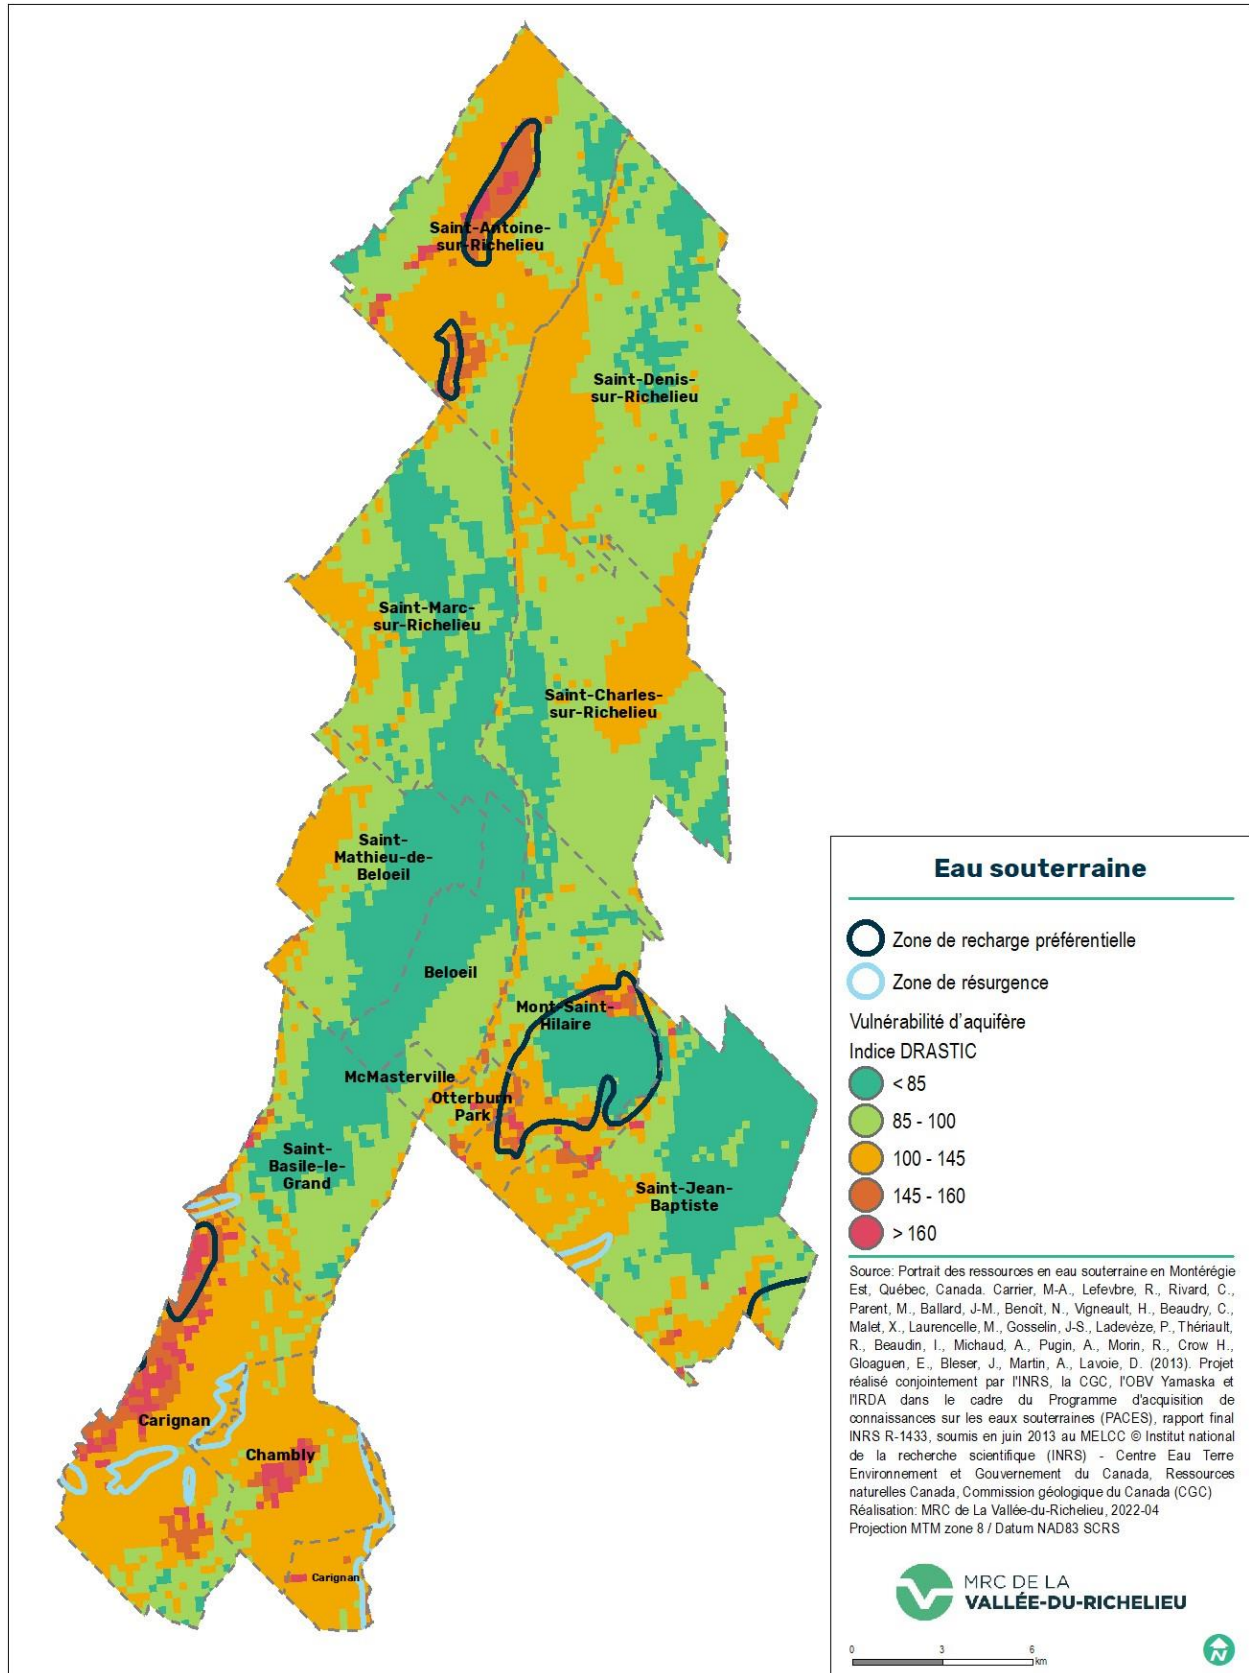 Saint-Antoine-
sur-Richelieu
Saint-Denis-
sur-Richelieu
Saint-Marc-
sur-Richelieu
Saint-Charles-
sur-Richelieu
Saint-
Mathieu-de-
Beloeil
Beloeil
Mont-Saint-
Hilaire
McMasterville
Otterburn
Park
Saint-
Basile-le-
Grand
Saint-Jean-
Baptiste
Carignan
Chambly
Carignan
Eau souterraine
Zone de recharge préférentielle
Zone de résurgence
Vulnérabilité d'aquifère
Indice DRASTIC
< 85
85 - 100
100 - 145
145 - 160
> 160
Source: Portrait des ressources en eau souterraine en Montérégie
Est, Québec, Canada. Carrier, M-A., Lefevbre, R., Rivard, C.,
Parent, M., Ballard, J-M., Benoît, N., Vigneault, H., Beaudry, C.,
Malet, X., Laurencelle, M., Gosselin, J-S., Ladevèze, P., Thériault,
R., Beaudin, I., Michaud, A., Pugin, A., Morin, R., Crow H.,
Gloaguen, E., Bleser, J., Martin, A., Lavoie, D. (2013). Projet
réalisé conjointement par l'INRS, la CGC, l'OBV Yamaska et
l'IRDA dans le cadre du Programme d'acquisition de
connaissances sur les eaux souterraines (PACES), rapport final
INRS R-1433, soumis en juin 2013 au MELCC © Institut national
de la recherche scientifique (INRS) - Centre Eau Terre
Environnement et Gouvernement du Canada, Ressources
naturelles Canada, Commission géologique du Canada (CGC)
Réalisation: MRC de La Vallée-du-Richelieu, 2022-04
Projection MTM zone 8 / Datum NAD83 SCRS
MRC DE LA
VALLÉE-DU-RICHELIEU
0 3 6
km
N